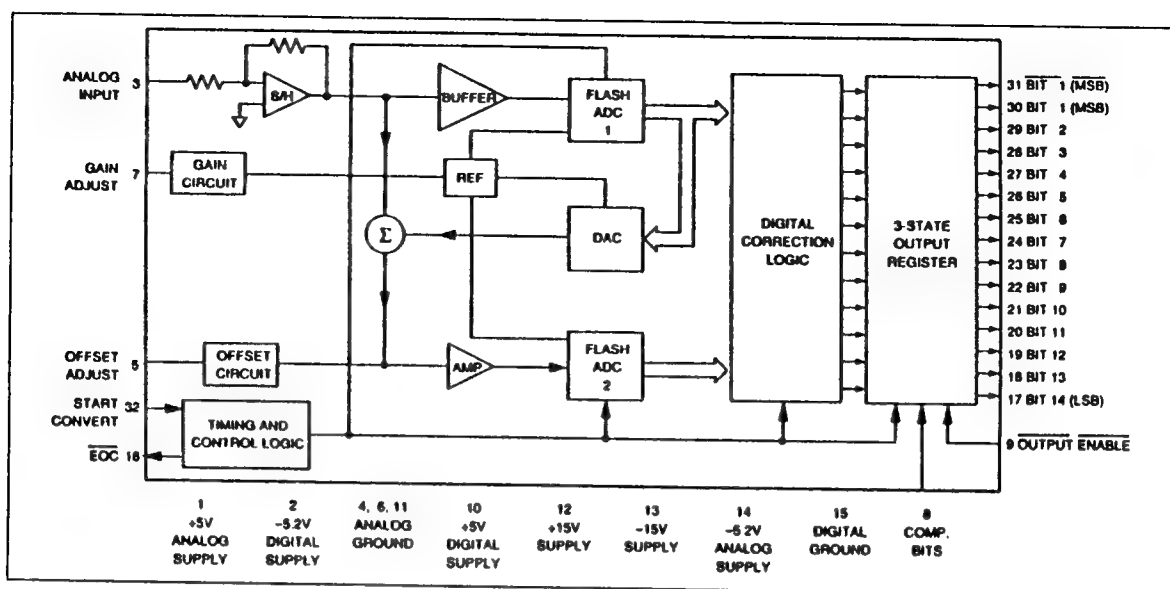 ANALOG
INPUT
3
S/H
BUFFER
FLASH
ADC
1
GAIN
ADJUST
7
GAIN
CIRCUIT
REF
Σ
DAC
DIGITAL
CORRECTION
LOGIC
3-STATE
OUTPUT
REGISTER
31 BIT 1 (MSB)
30 BIT 1 (MSB)
29 BIT 2
28 BIT 3
27 BIT 4
26 BIT 5
25 BIT 6
24 BIT 7
23 BIT 8
22 BIT 9
21 BIT 10
20 BIT 11
19 BIT 12
18 BIT 13
17 BIT 14 (LSB)
OFFSET
ADJUST
5
OFFSET
CIRCUIT
AMP
FLASH
ADC
2
START
CONVERT
32
TIMING AND
CONTROL LOGIC
EOC 16
9 OUTPUT ENABLE
1
+5V
ANALOG
SUPPLY
2
-5.2V
DIGITAL
SUPPLY
4, 6, 11
ANALOG
GROUND
10
+5V
DIGITAL
SUPPLY
12
+15V
SUPPLY
13
-15V
SUPPLY
14
-5.2V
ANALOG
SUPPLY
15
DIGITAL
GROUND
8
COMP.
BITS